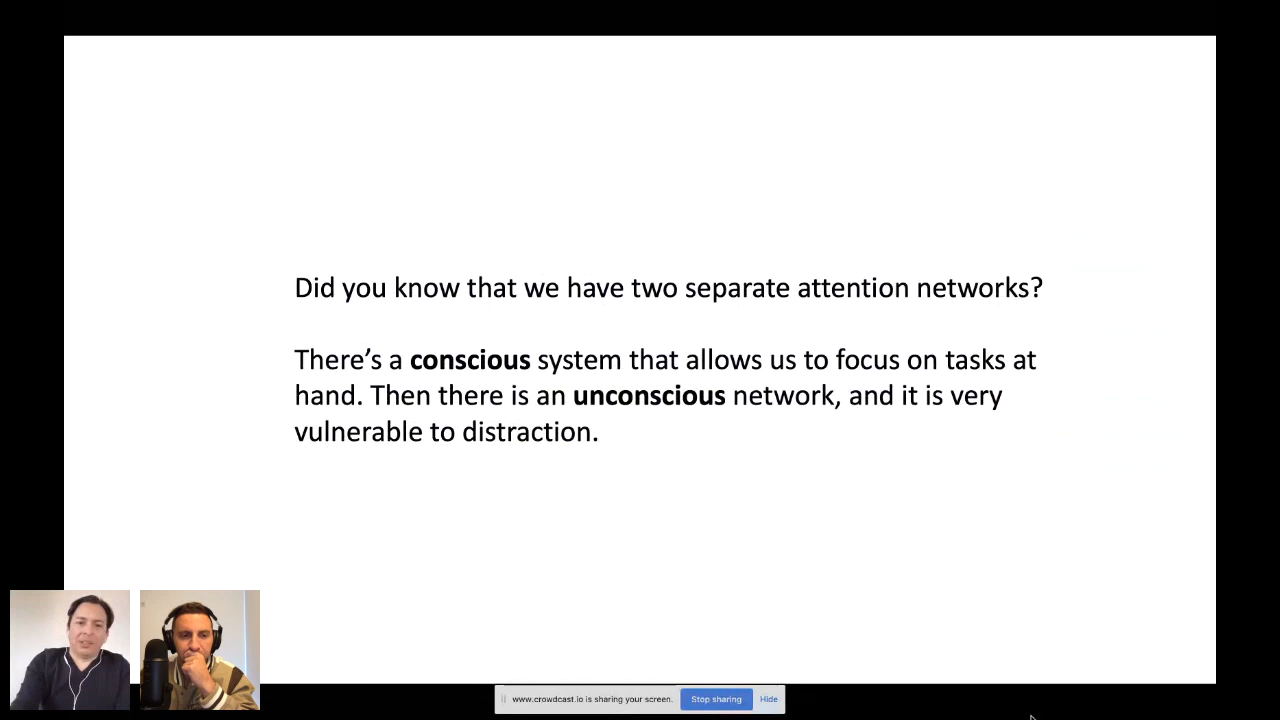 Did you know that we have two separate attention networks?
There’s a conscious system that allows us to focus on tasks at
hand. Then there is an unconscious network, and it is very
vulnerable to distraction.
www.crowdcast.io is sharing your screen. Stop sharing Hide